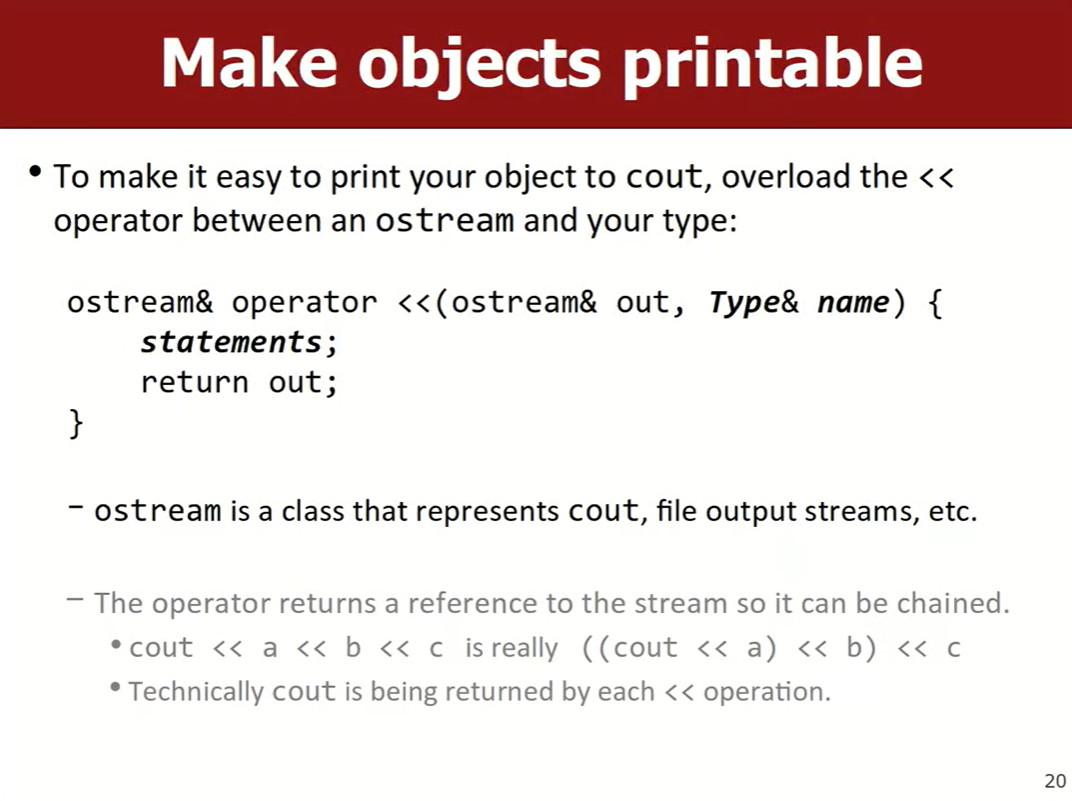 Make objects printable
• To make it easy to print your object to cout, overload the <<
operator between an ostream and your type:
ostream& operator <<(ostream& out, Type& name) {
    statements;
    return out;
}
– ostream is a class that represents cout, file output streams, etc.
– The operator returns a reference to the stream so it can be chained.
• cout << a << b << c is really ((cout << a) << b) << c
• Technically cout is being returned by each << operation.
20